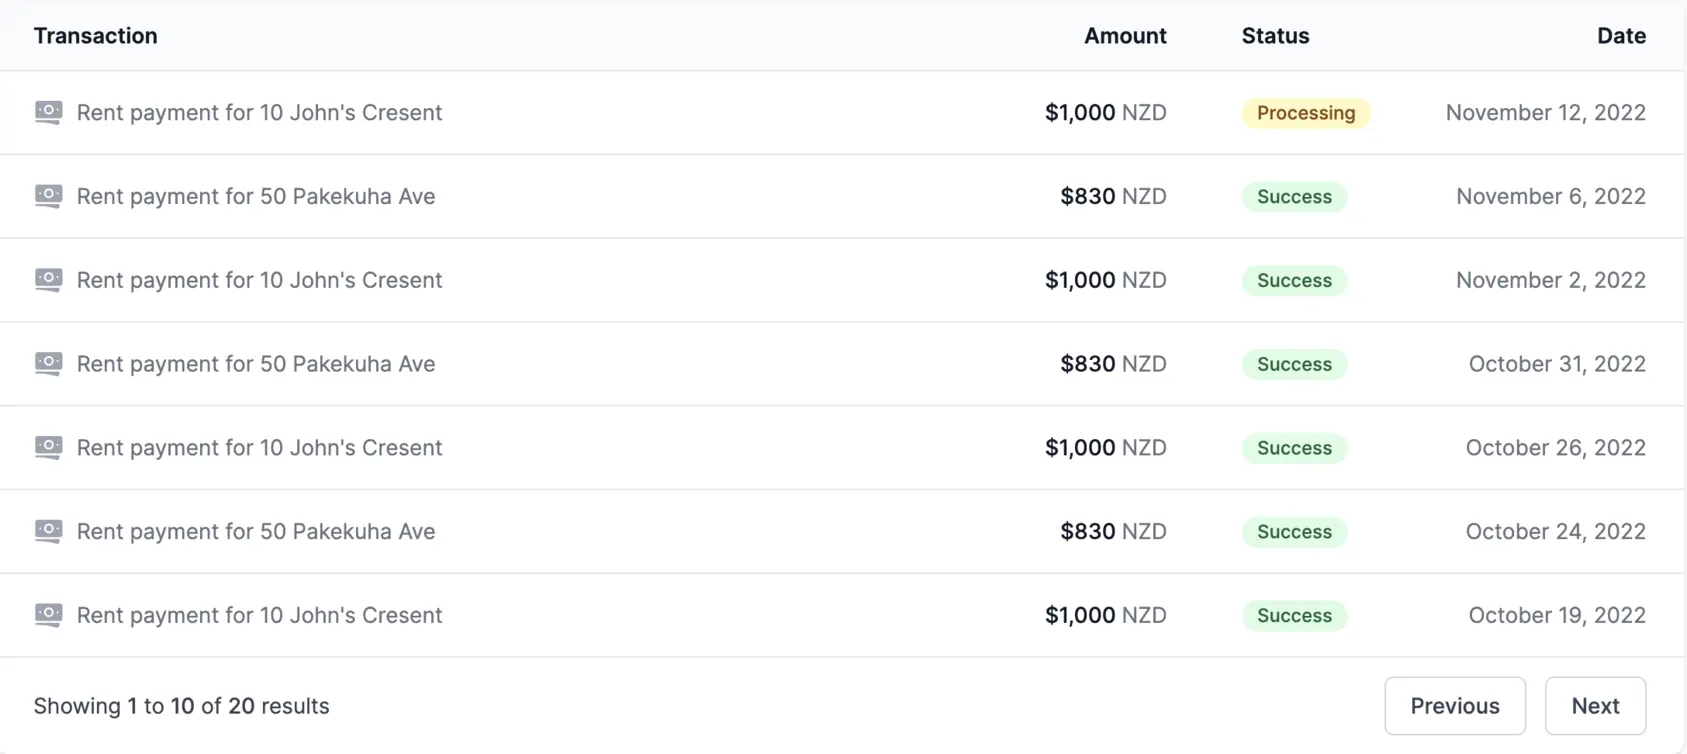 Transaction Amount Status Date
Rent payment for 10 John's Cresent $1,000 NZD Processing November 12, 2022
Rent payment for 50 Pakekuha Ave $830 NZD Success November 6, 2022
Rent payment for 10 John's Cresent $1,000 NZD Success November 2, 2022
Rent payment for 50 Pakekuha Ave $830 NZD Success October 31, 2022
Rent payment for 10 John's Cresent $1,000 NZD Success October 26, 2022
Rent payment for 50 Pakekuha Ave $830 NZD Success October 24, 2022
Rent payment for 10 John's Cresent $1,000 NZD Success October 19, 2022
Showing 1 to 10 of 20 results Previous Next